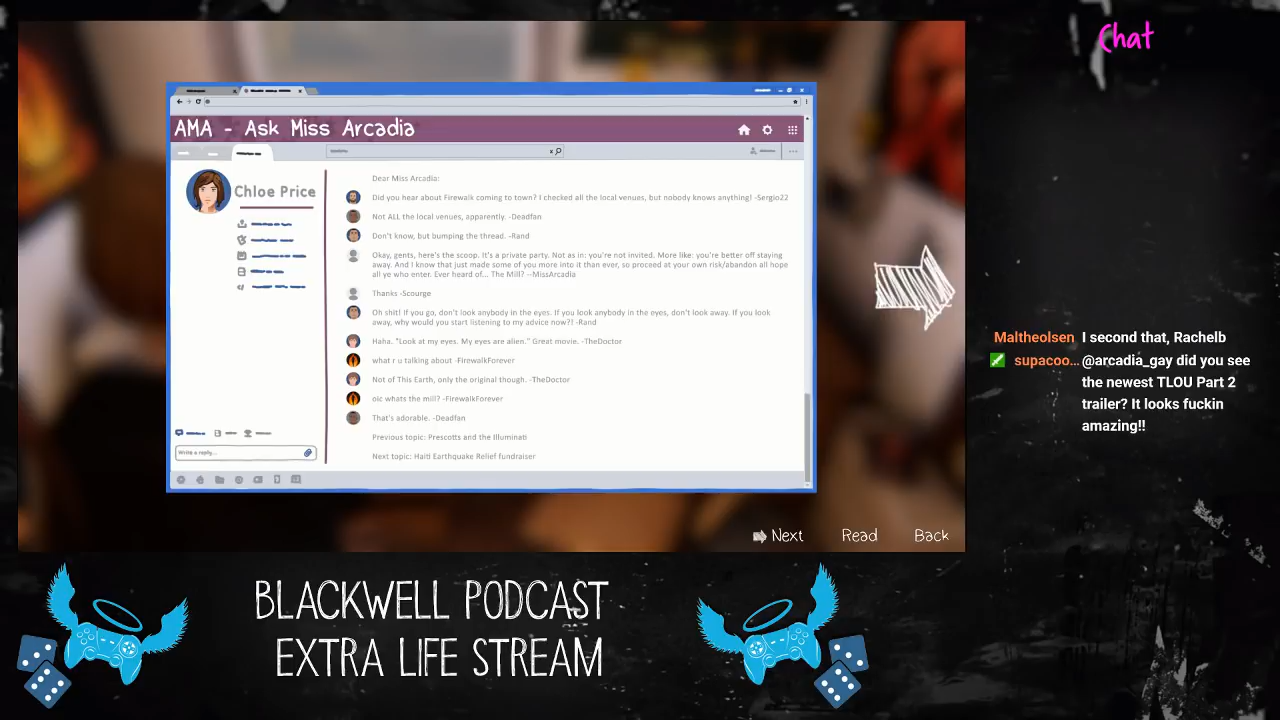 Chat
AMA - Ask Miss Arcadia
Chloe Price
Dear Miss Arcadia:
Did you hear about Firewalk coming to town? I checked all the local venues, but nobody knows anything! -Sergio22
Not ALL the local venues, apparently. -Deadfan
Don't know, but bumping the thread. -Rand
Okay, gents, here's the scoop. It's a private party. Not as in: you're not invited. More like: you're better off staying
away. And I know that just made some of you more into it than ever, so proceed at your own risk/abandon all hope
all ye who enter. Ever heard of... The Mill? --MissArcadia
Thanks -Scourge
Oh shit! If you go, don't look anybody in the eyes. If you look anybody in the eyes, don't look away. If you look
away, why would you start listening to my advice now?! -Rand
Haha. "Look at my eyes. My eyes are alien." Great movie. -TheDoctor
what r u talking about -FirewalkForever
Not of This Earth, only the original though. -TheDoctor
oic whats the mill? -FirewalkForever
That's adorable. -Deadfan
Previous topic: Prescotts and the Illuminati
Next topic: Haiti Earthquake Relief fundraiser
Write a reply...
Next Read Back
Maltheolsen I second that, Rachelb
supacoo... @arcadia_gay did you see
the newest TLOU Part 2
trailer? It looks fuckin
amazing!!
BLACKWELL PODCAST
EXTRA LIFE STREAM